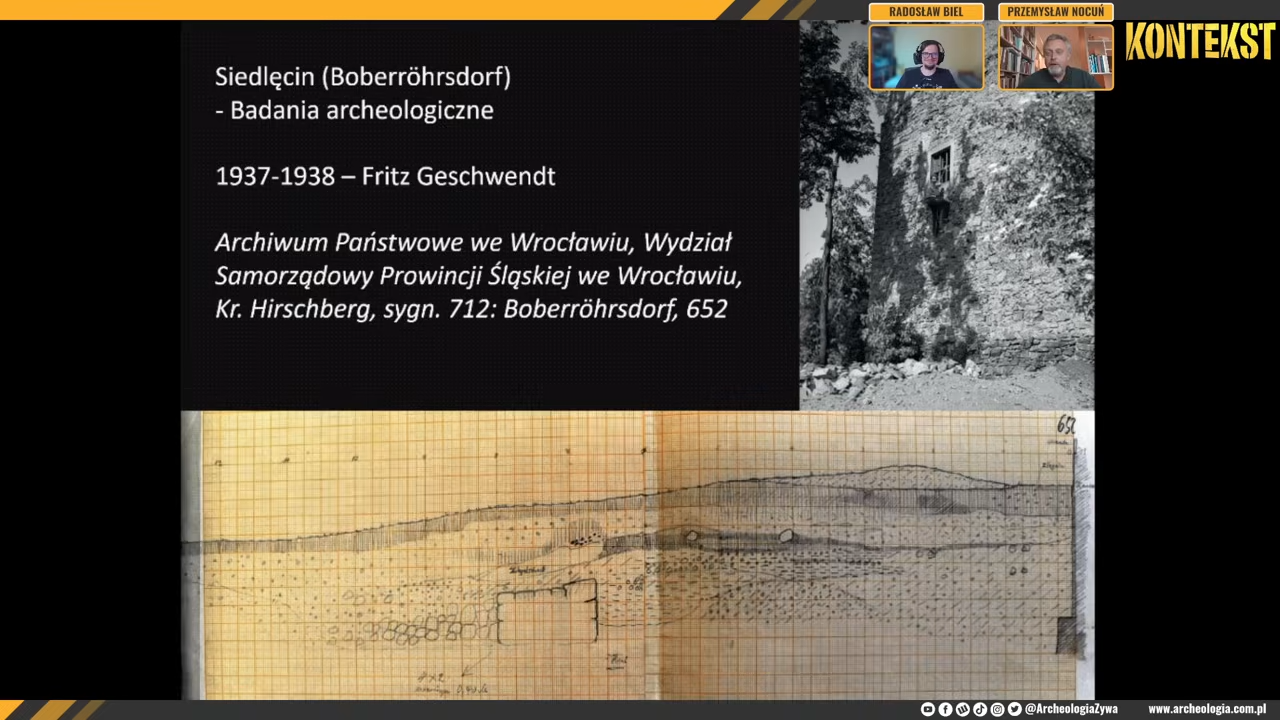 RADOSŁAW BIEL
PRZEMYSŁAW NOCUŃ
KONTEKST
Siedlęcin (Boberröhrsdorf)
- Badania archeologiczne
1937-1938 – Fritz Geschwendt
Archiwum Państwowe we Wrocławiu, Wydział
Samorządowy Prowincji Śląskiej we Wrocławiu,
Kr. Hirschberg, sygn. 712: Boberröhrsdorf, 652
652
@ArcheologiaZywa
www.archeologia.com.pl